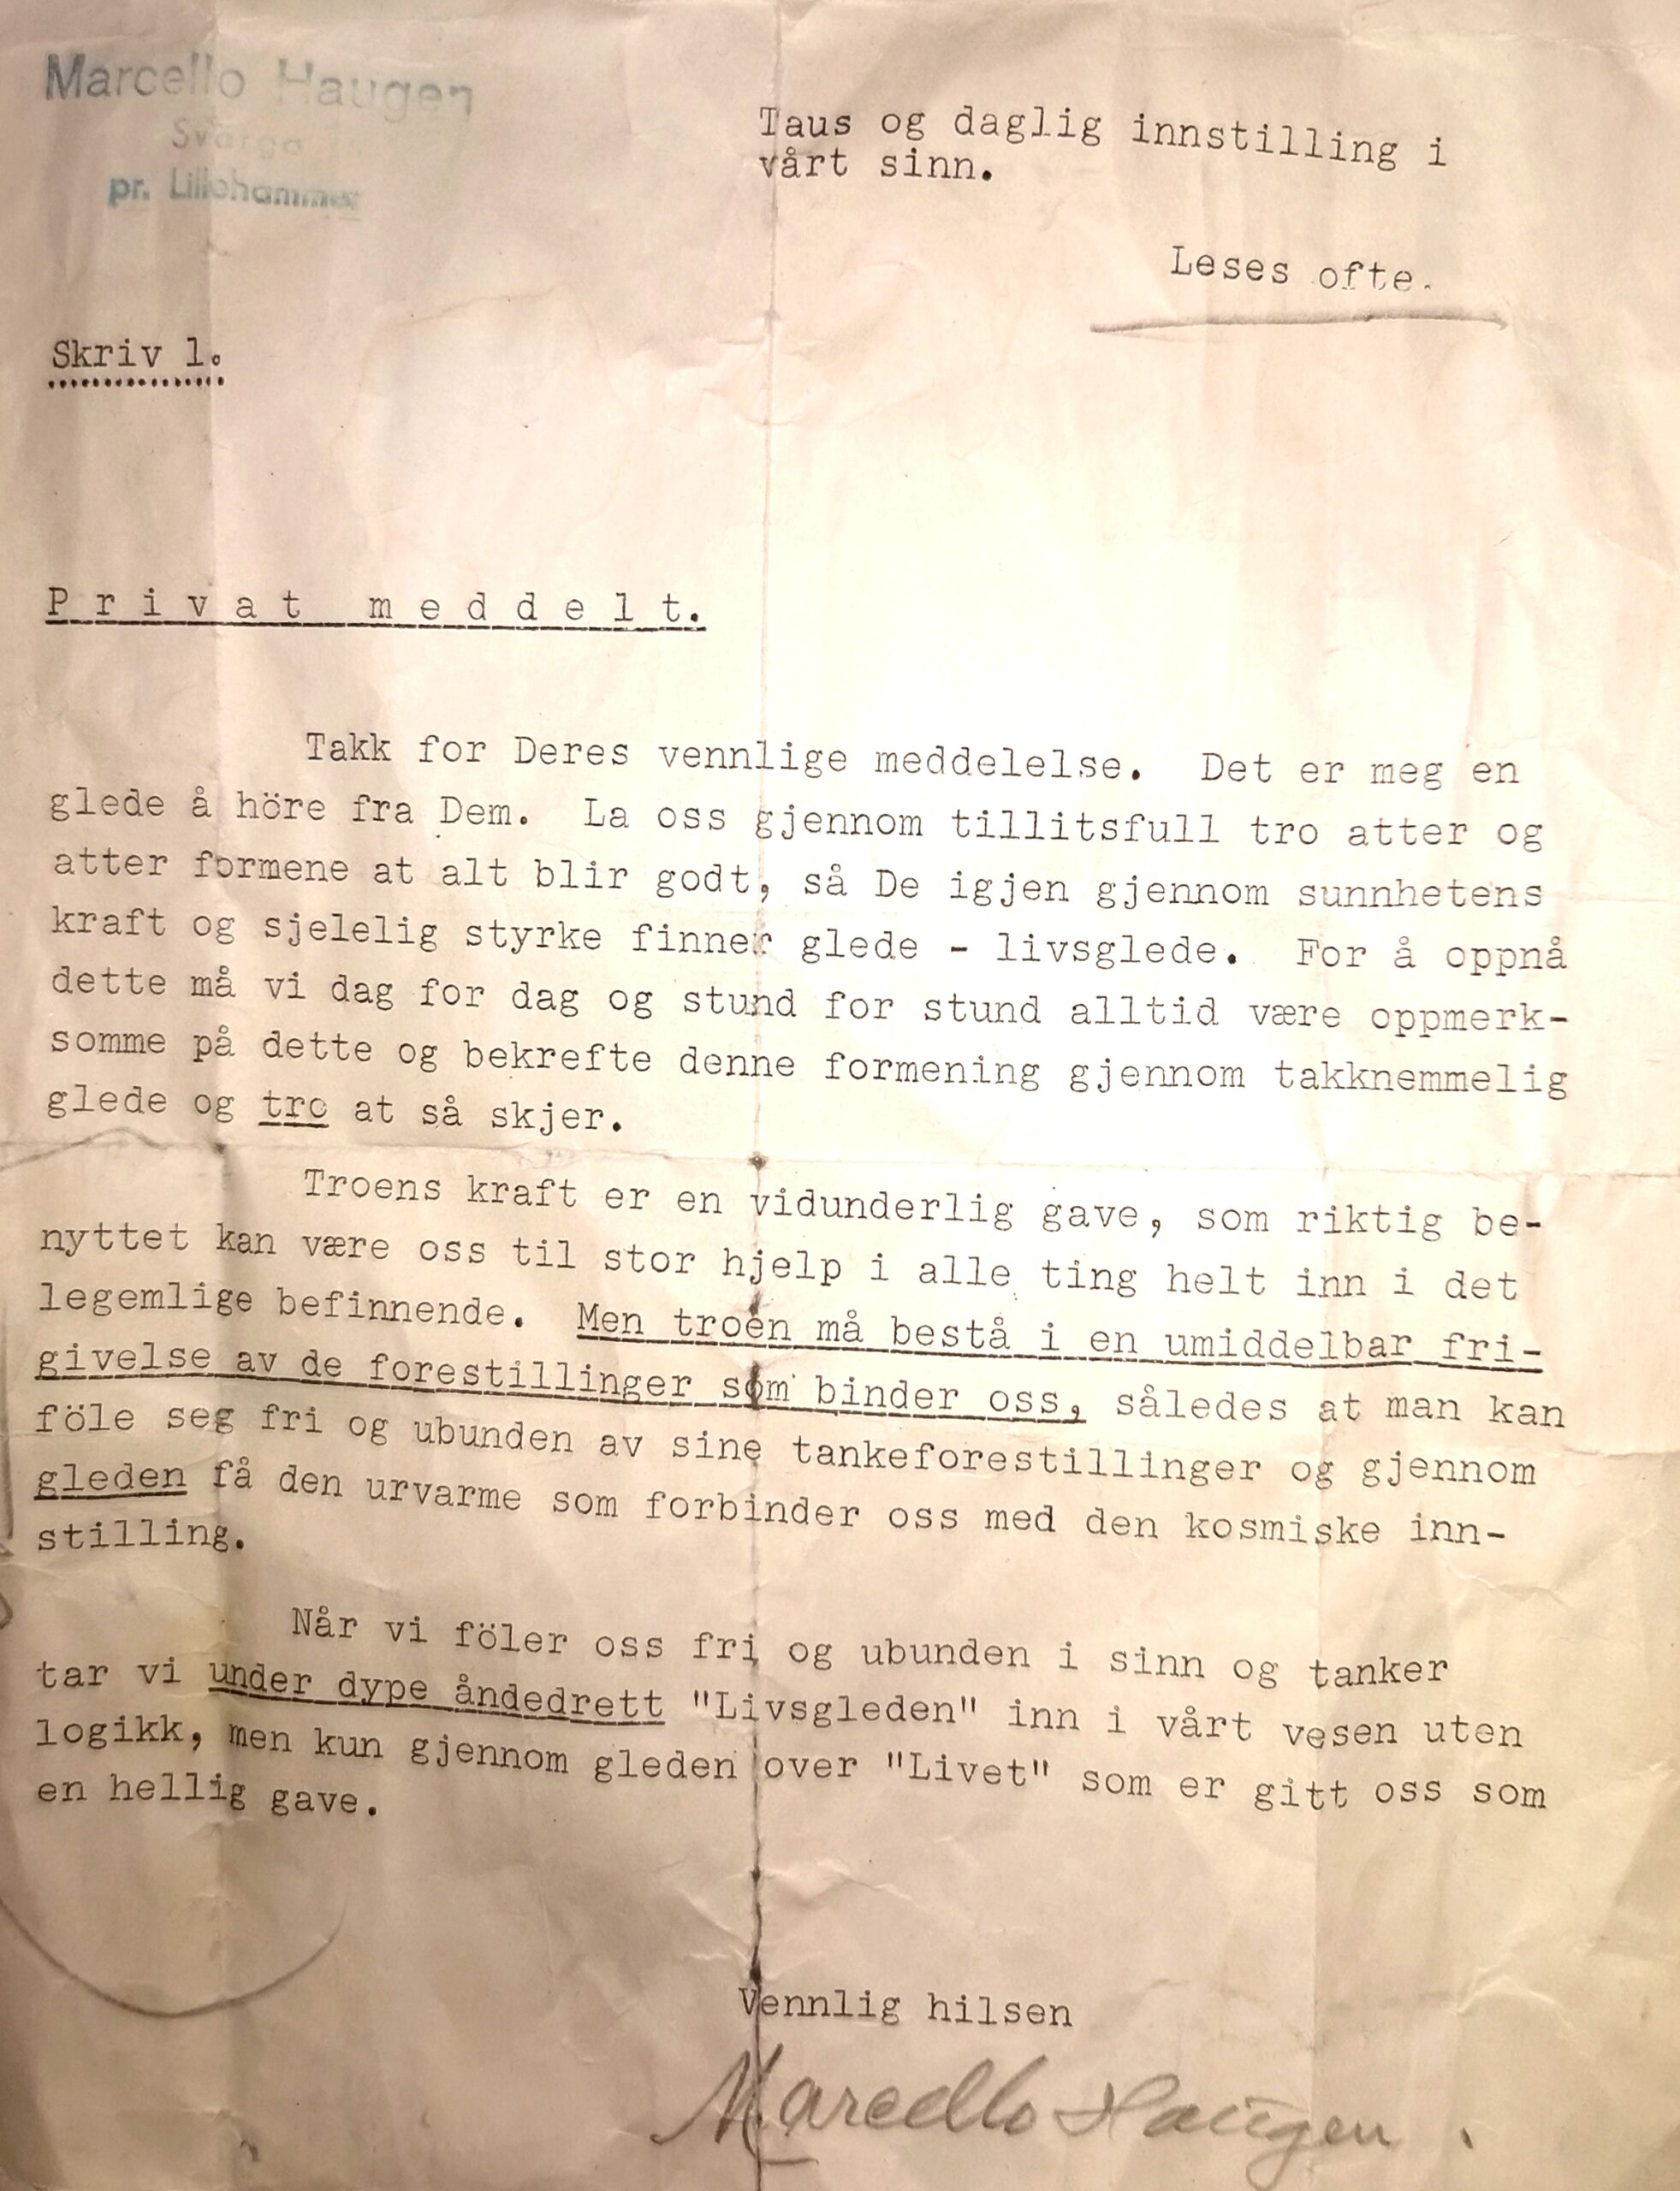 Marcello Haugen
Svarga
pr. Lillehammer
Taus og daglig innstilling i
vårt sinn.
Leses ofte.
Skriv 1.
Privat meddelt.
Takk for Deres vennlige meddelelse. Det er meg en
glede å höre fra Dem. La oss gjennom tillitsfull tro atter og
atter formene at alt blir godt, så De igjen gjennom sunnhetens
kraft og sjelelig styrke finner glede - livsglede. For å oppnå
dette må vi dag for dag og stund for stund alltid være oppmerk-
somme på dette og bekrefte denne formening gjennom takknemmelig
glede og tro at så skjer.
Troens kraft er en vidunderlig gave, som riktig be-
nyttet kan være oss til stor hjelp i alle ting helt inn i det
legemlige befinnende. Men troen må bestå i en umiddelbar fri-
givelse av de forestillinger som binder oss, således at man kan
föle seg fri og ubunden av sine tankeforestillinger og gjennom
gleden få den urvarme som forbinder oss med den kosmiske inn-
stilling.
Når vi föler oss fri og ubunden i sinn og tanker
tar vi under dype åndedrett "Livsgleden" inn i vårt vesen uten
logikk, men kun gjennom gleden over "Livet" som er gitt oss som
en hellig gave.
Vennlig hilsen
Marcello Haugen.